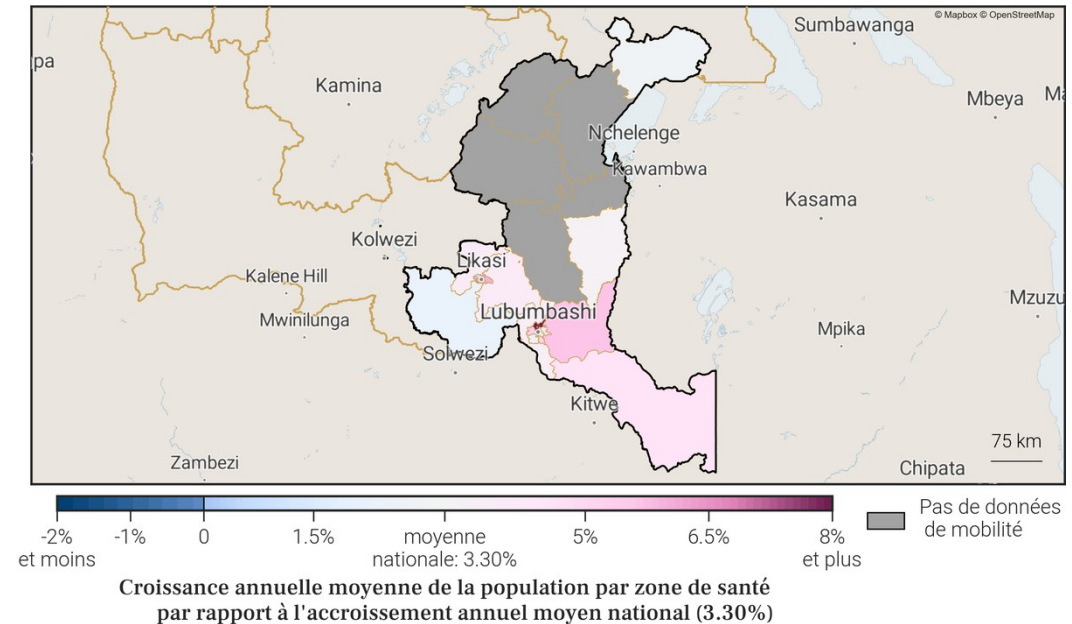 © Mapbox © OpenStreetMap
Sumbawanga
pa
Kamina
Mbeya
Ma
Nchelenge
Kawambwa
Kasama
Kolwezi
Likasi
Kalene Hill
Mzuzu
Lubumbashi
Mwinilunga
Mpika
Solwezi
Kitwe
75 km
Zambezi
Chipata
-2%
et moins
-1%
0
1.5%
moyenne
nationale: 3.30%
5%
6.5%
8%
et plus
Pas de données
de mobilité
Croissance annuelle moyenne de la population par zone de santé
par rapport à l'accroissement annuel moyen national (3.30%)